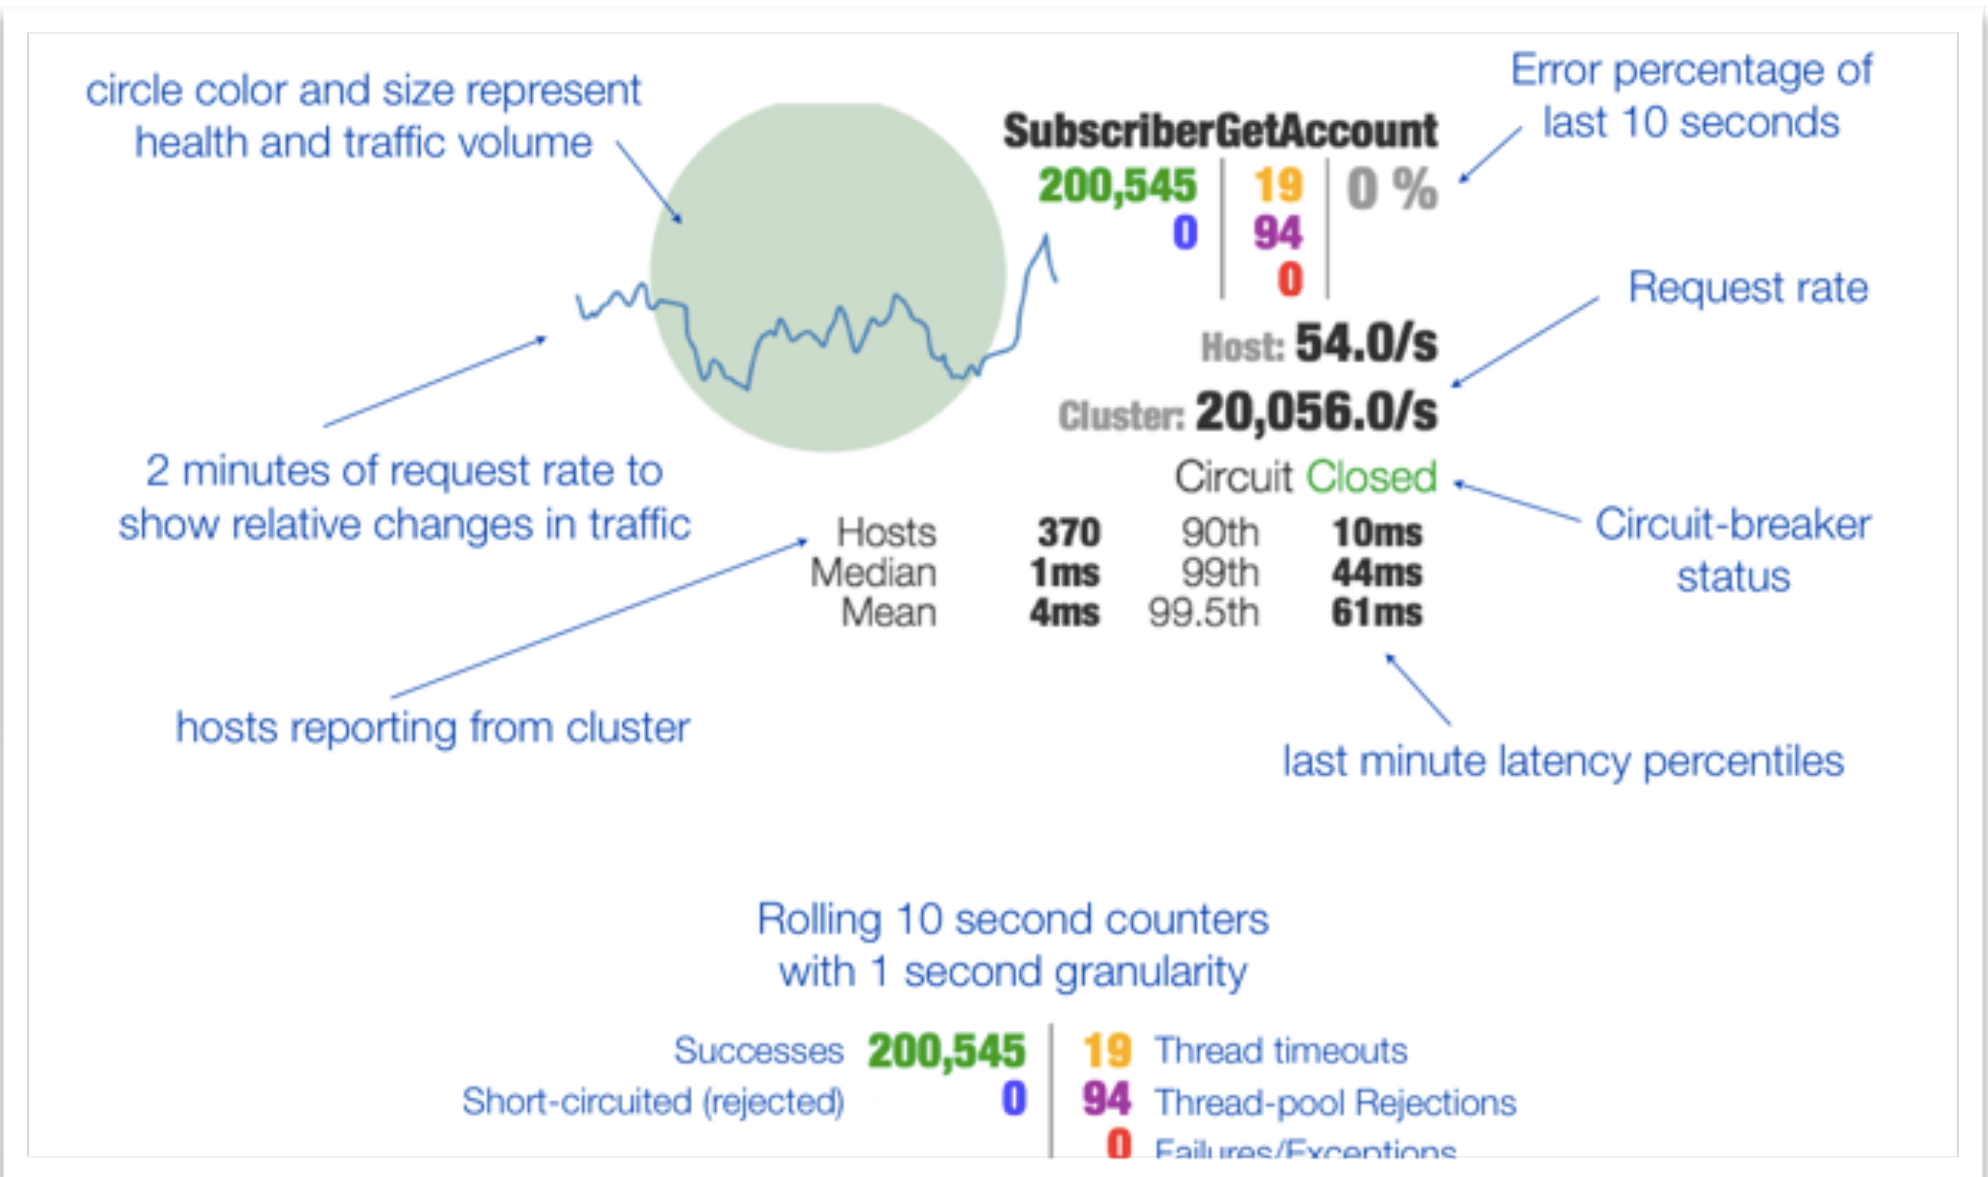 circle color and size represent
health and traffic volume
Error percentage of
last 10 seconds
SubscriberGetAccount
200,545 19 0 %
0 94
0
Request rate
Host: 54.0/s
Cluster: 20,056.0/s
Circuit Closed
2 minutes of request rate to
show relative changes in traffic
Circuit-breaker
status
Hosts 370 90th 10ms
Median 1ms 99th 44ms
Mean 4ms 99.5th 61ms
hosts reporting from cluster
last minute latency percentiles
Rolling 10 second counters
with 1 second granularity
Successes 200,545 19 Thread timeouts
Short-circuited (rejected) 0 94 Thread-pool Rejections
0 Failures/Exceptions